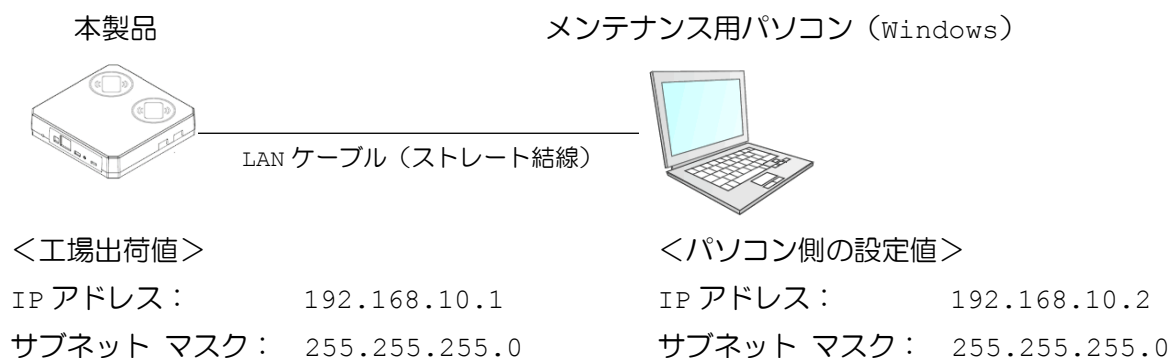 本製品
メンテナンス用パソコン（Windows）
LAN ケーブル（ストレート結線）
＜工場出荷値＞
IP アドレス： 192.168.10.1
サブネット マスク： 255.255.255.0
＜パソコン側の設定値＞
IP アドレス： 192.168.10.2
サブネット マスク： 255.255.255.0